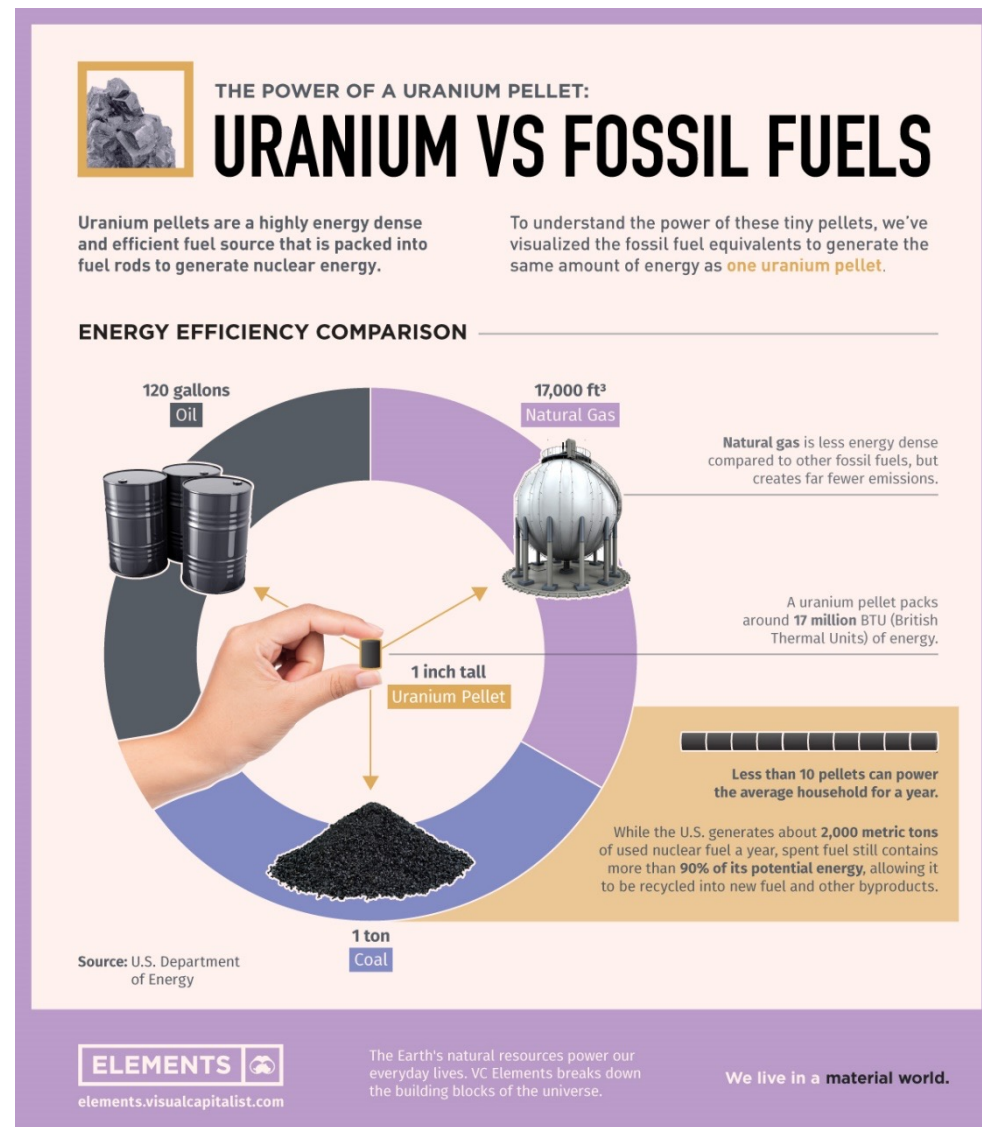 THE POWER OF A URANIUM PELLET:
URANIUM VS FOSSIL FUELS
Uranium pellets are a highly energy dense
and efficient fuel source that is packed into
fuel rods to generate nuclear energy.
To understand the power of these tiny pellets, we've
visualized the fossil fuel equivalents to generate the
same amount of energy as one uranium pellet.
ENERGY EFFICIENCY COMPARISON
120 gallons
Oil
17,000 ft³
Natural Gas
Natural gas is less energy dense
compared to other fossil fuels, but
creates far fewer emissions.
A uranium pellet packs
around 17 million BTU (British
Thermal Units) of energy.
1 inch tall
Uranium Pellet
Less than 10 pellets can power
the average household for a year.
While the U.S. generates about 2,000 metric tons
of used nuclear fuel a year, spent fuel still contains
more than 90% of its potential energy, allowing it
to be recycled into new fuel and other byproducts.
1 ton
Coal
Source: U.S. Department
of Energy
ELEMENTS
elements.visualcapitalist.com
The Earth's natural resources power our
everyday lives. VC Elements breaks down
the building blocks of the universe.
We live in a material world.